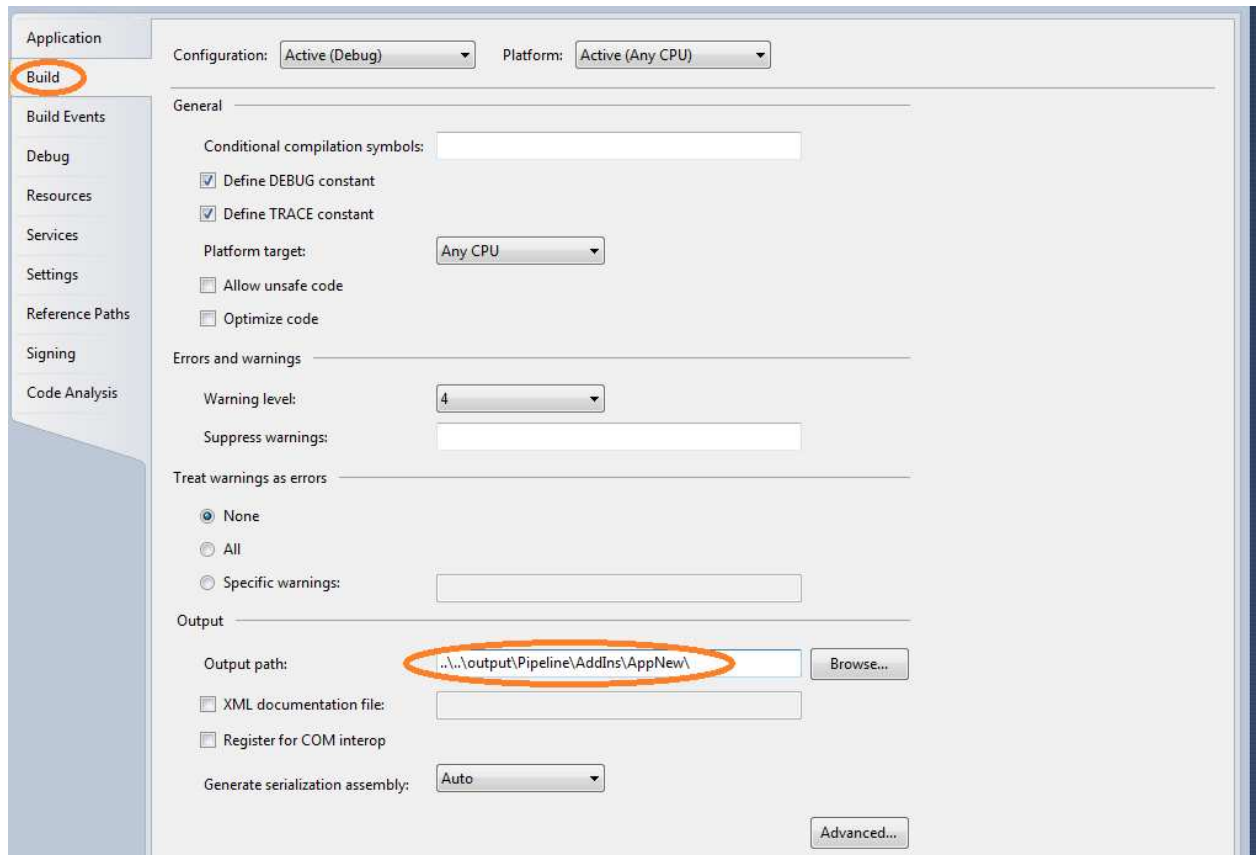 Application
Build
Build Events
Debug
Resources
Services
Settings
Reference Paths
Signing
Code Analysis
Configuration: Active (Debug) Platform: Active (Any CPU)
General
Conditional compilation symbols:
Define DEBUG constant
Define TRACE constant
Platform target: Any CPU
Allow unsafe code
Optimize code
Errors and warnings
Warning level: 4
Suppress warnings:
Treat warnings as errors
None
All
Specific warnings:
Output
Output path: ..\..\output\Pipeline\AddIns\AppNew\ Browse...
XML documentation file:
Register for COM interop
Generate serialization assembly: Auto
Advanced...